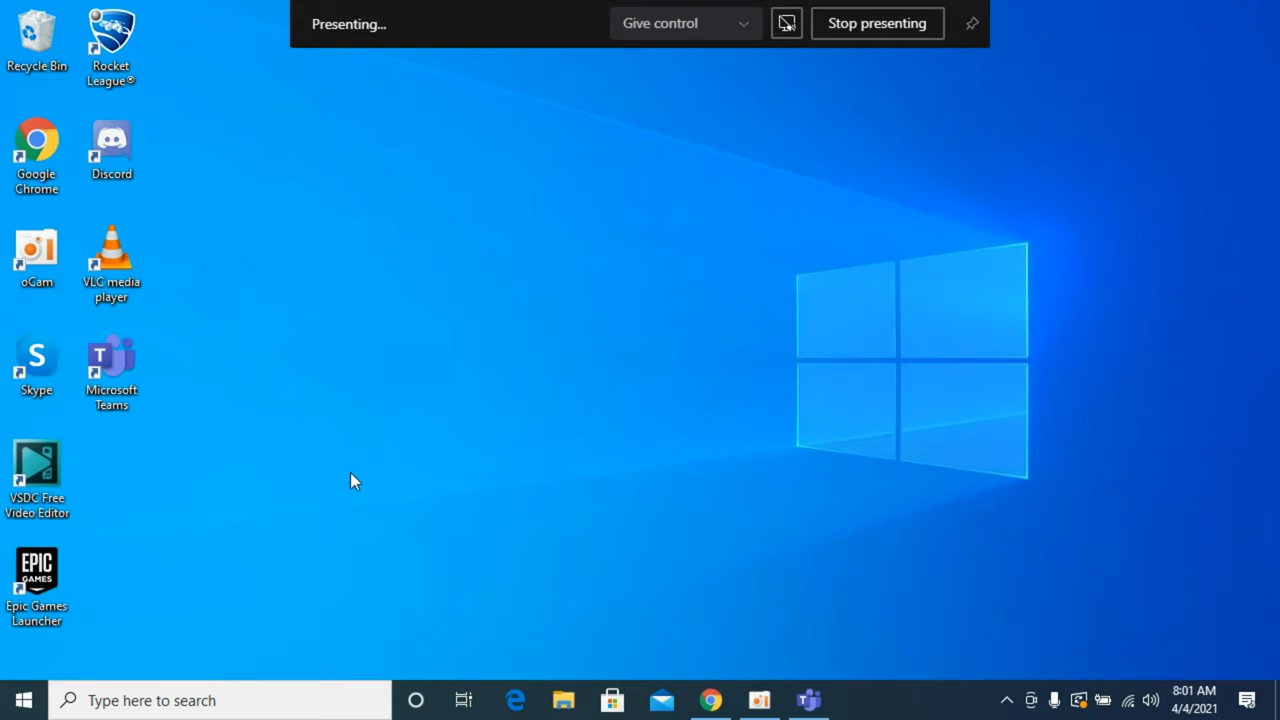 Presenting...
Give control
Stop presenting
Recycle Bin
Rocket
League®
Google
Chrome
Discord
oCam
VLC media
player
S
Skype
T
Microsoft
Teams
VSDC Free
Video Editor
EPIC
GAMES
Epic Games
Launcher
Type here to search
8:01 AM
4/4/2021